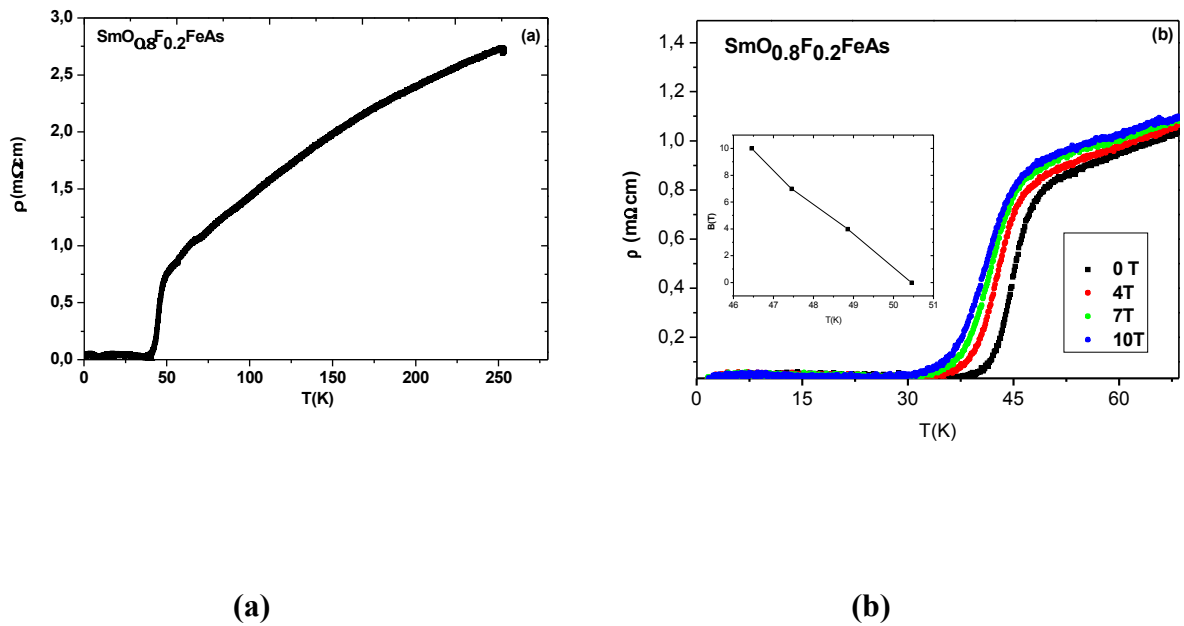 SmO0.8F0.2FeAs
(a)
3,0
2,5
2,0
1,5
1,0
0,5
0,0
ρ (mΩcm)
0 50 100 150 200 250
T(K)
SmO0.8F0.2FeAs
(b)
1,4
1,2
1,0
0,8
0,6
0,4
0,2
ρ (mΩ cm)
10
8
6
4
2
0
B(T)
46 47 48 49 50 51
T(K)
0 T
4T
7T
10T
0 15 30 45 60
T(K)
(a)
(b)